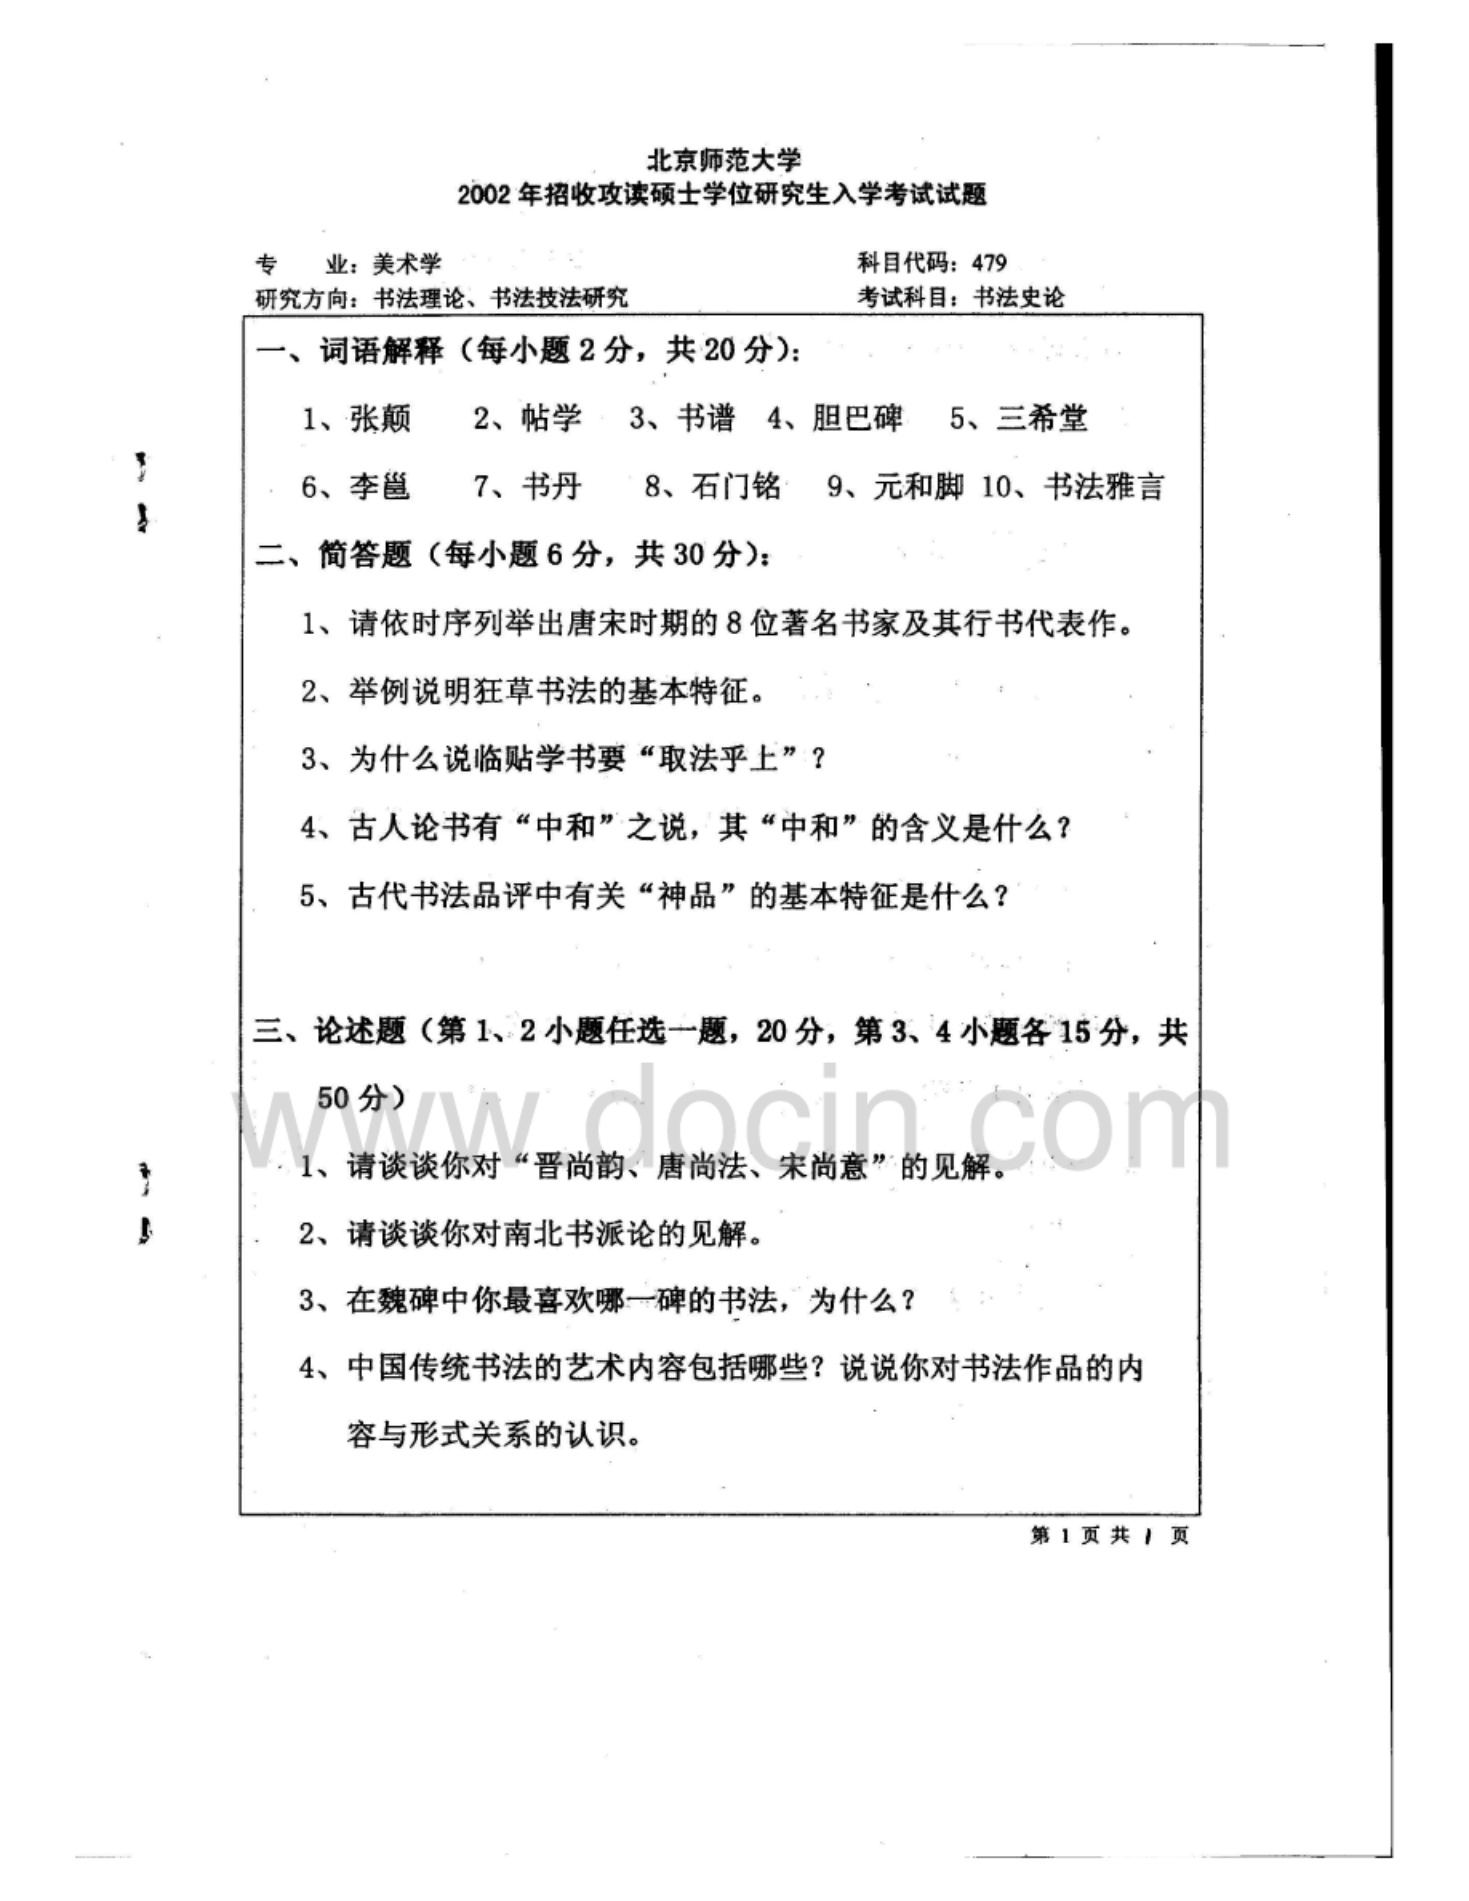 北京师范大学
2002 年招收攻读硕士学位研究生入学考试试题
专 业：美术学 科目代码：479
研究方向：书法理论、书法技法研究 考试科目：书法史论
一、词语解释（每小题 2 分，共 20 分）：
1、张颠 2、帖学 3、书谱 4、胆巴碑 5、三希堂
6、李邕 7、书丹 8、石门铭 9、元和脚 10、书法雅言
二、简答题（每小题 6 分，共 30 分）：
1、请依时序列举出唐宋时期的 8 位著名书家及其行书代表作。
2、举例说明狂草书法的基本特征。
3、为什么说临贴学书要“取法乎上”？
4、古人论书有“中和”之说，其“中和”的含义是什么？
5、古代书法品评中有关“神品”的基本特征是什么？
三、论述题（第 1、2 小题任选一题，20 分，第 3、4 小题各 15 分，共
50 分）
www.docin.com
1、请谈谈你对“晋尚韵、唐尚法、宋尚意”的见解。
2、请谈谈你对南北书派论的见解。
3、在魏碑中你最喜欢哪一碑的书法，为什么？
4、中国传统书法的艺术内容包括哪些？说说你对书法作品的内
容与形式关系的认识。
第 1 页 共 1 页